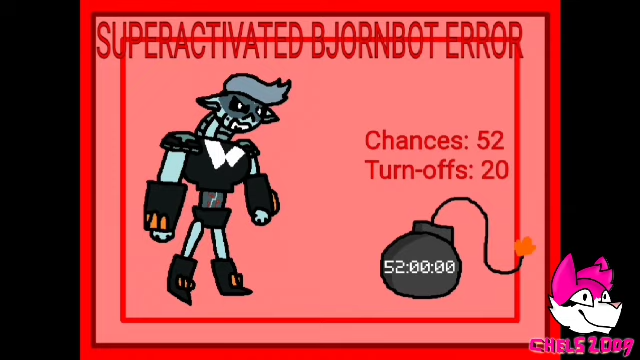 SUPERACTIVATED BJORNBOT ERROR
Chances: 52
Turn-offs: 20
52:00:00
CHELS2009